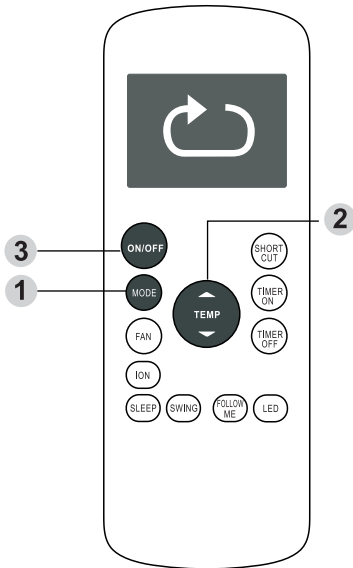 2
3
ON/OFF
SHORT
CUT
1
MODE
TEMP
TIMER
ON
FAN
TIMER
OFF
ION
SLEEP
SWING
FOLLOW
ME
LED